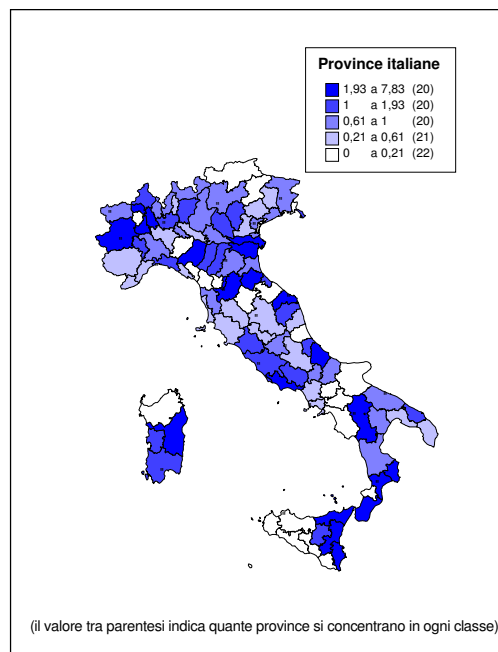 Province italiane
1,93 a 7,83 (20)
1 a 1,93 (20)
0,61 a 1 (20)
0,21 a 0,61 (21)
0 a 0,21 (22)
(il valore tra parentesi indica quante province si concentrano in ogni classe)